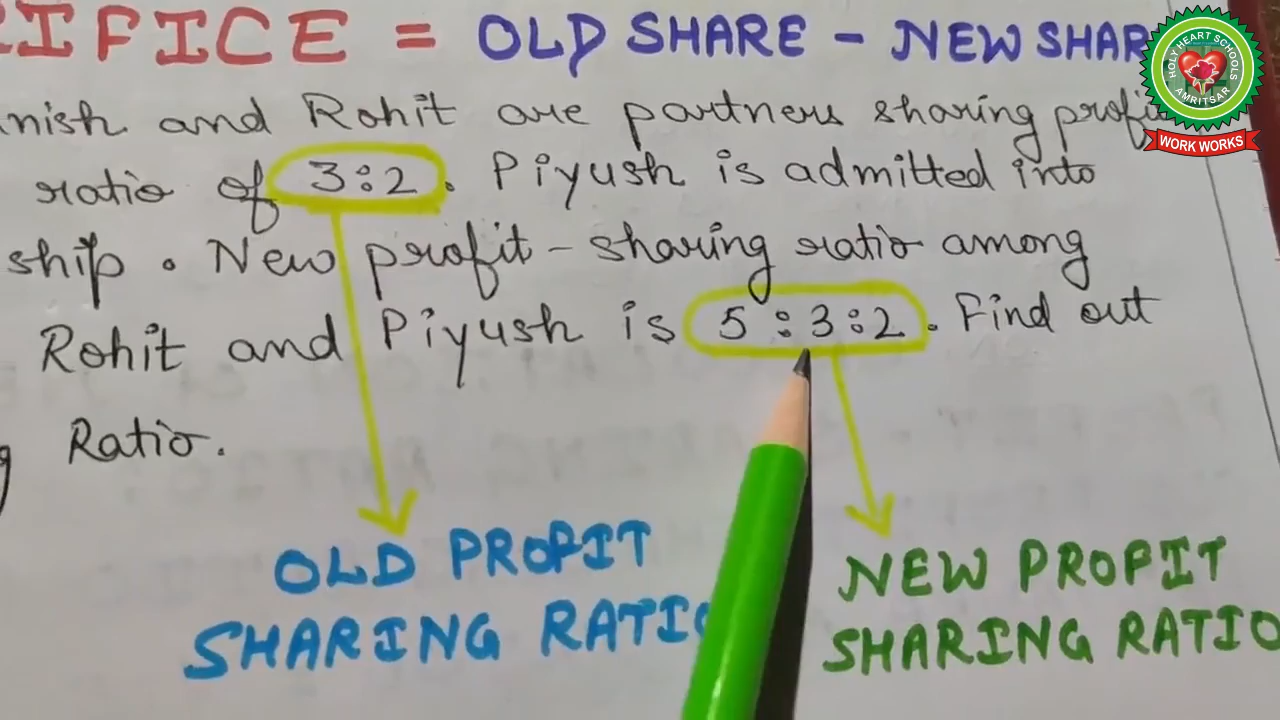 RIFICE = OLD SHARE - NEW SHAR
nish and Rohit are partners sharing profi
ratio of 3:2. Piyush is admitted into
ship. New profit-sharing ratio among
Rohit and Piyush is 5:3:2. Find out
g Ratio.
OLD PROFIT
SHARING RATIO
NEW PROFIT
SHARING RATIO
HOLY HEART SCHOOLS
AMRITSAR
WORK WORKS